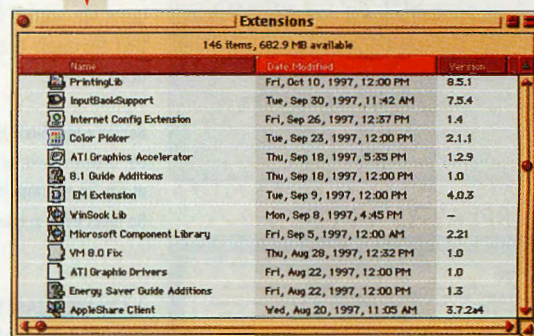 Extensions
146 items, 682.9 MB available
Name Date Modified Version
PrintingLib Fri, Oct 10, 1997, 12:00 PM 8.5.1
InputBackSupport Tue, Sep 30, 1997, 11:42 AM 7.5.4
Internet Config Extension Fri, Sep 26, 1997, 12:37 PM 1.4
Color Picker Tue, Sep 23, 1997, 12:00 PM 2.1.1
ATI Graphics Accelerator Thu, Sep 18, 1997, 5:35 PM 1.2.9
8.1 Guide Additions Thu, Sep 18, 1997, 12:00 PM 1.0
EM Extension Tue, Sep 9, 1997, 12:00 PM 4.0.3
WinSock Lib Mon, Sep 8, 1997, 4:45 PM –
Microsoft Component Library Fri, Sep 5, 1997, 12:00 AM 2.21
VM 8.0 Fix Thu, Aug 28, 1997, 12:32 PM 1.0
ATI Graphic Drivers Fri, Aug 22, 1997, 12:00 PM 1.0
Energy Saver Guide Additions Fri, Aug 22, 1997, 12:00 PM 1.3
AppleShare Client Wed, Aug 20, 1997, 11:05 AM 3.7.2a4